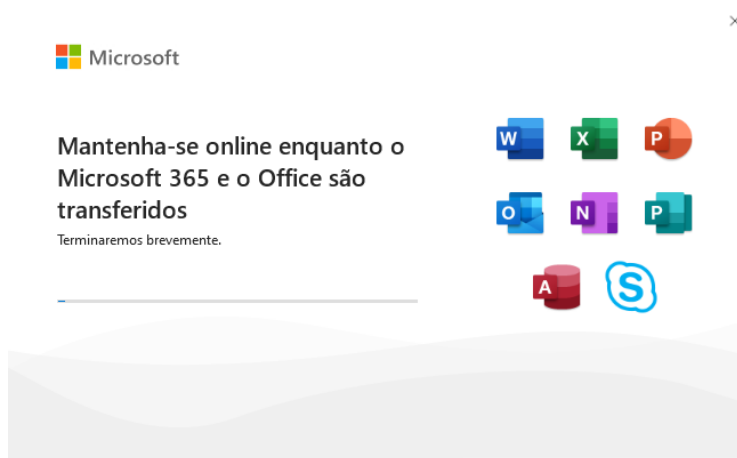 Microsoft
Mantenha-se online enquanto o
Microsoft 365 e o Office são
transferidos
Terminaremos brevemente.
W X P
O N P
A S